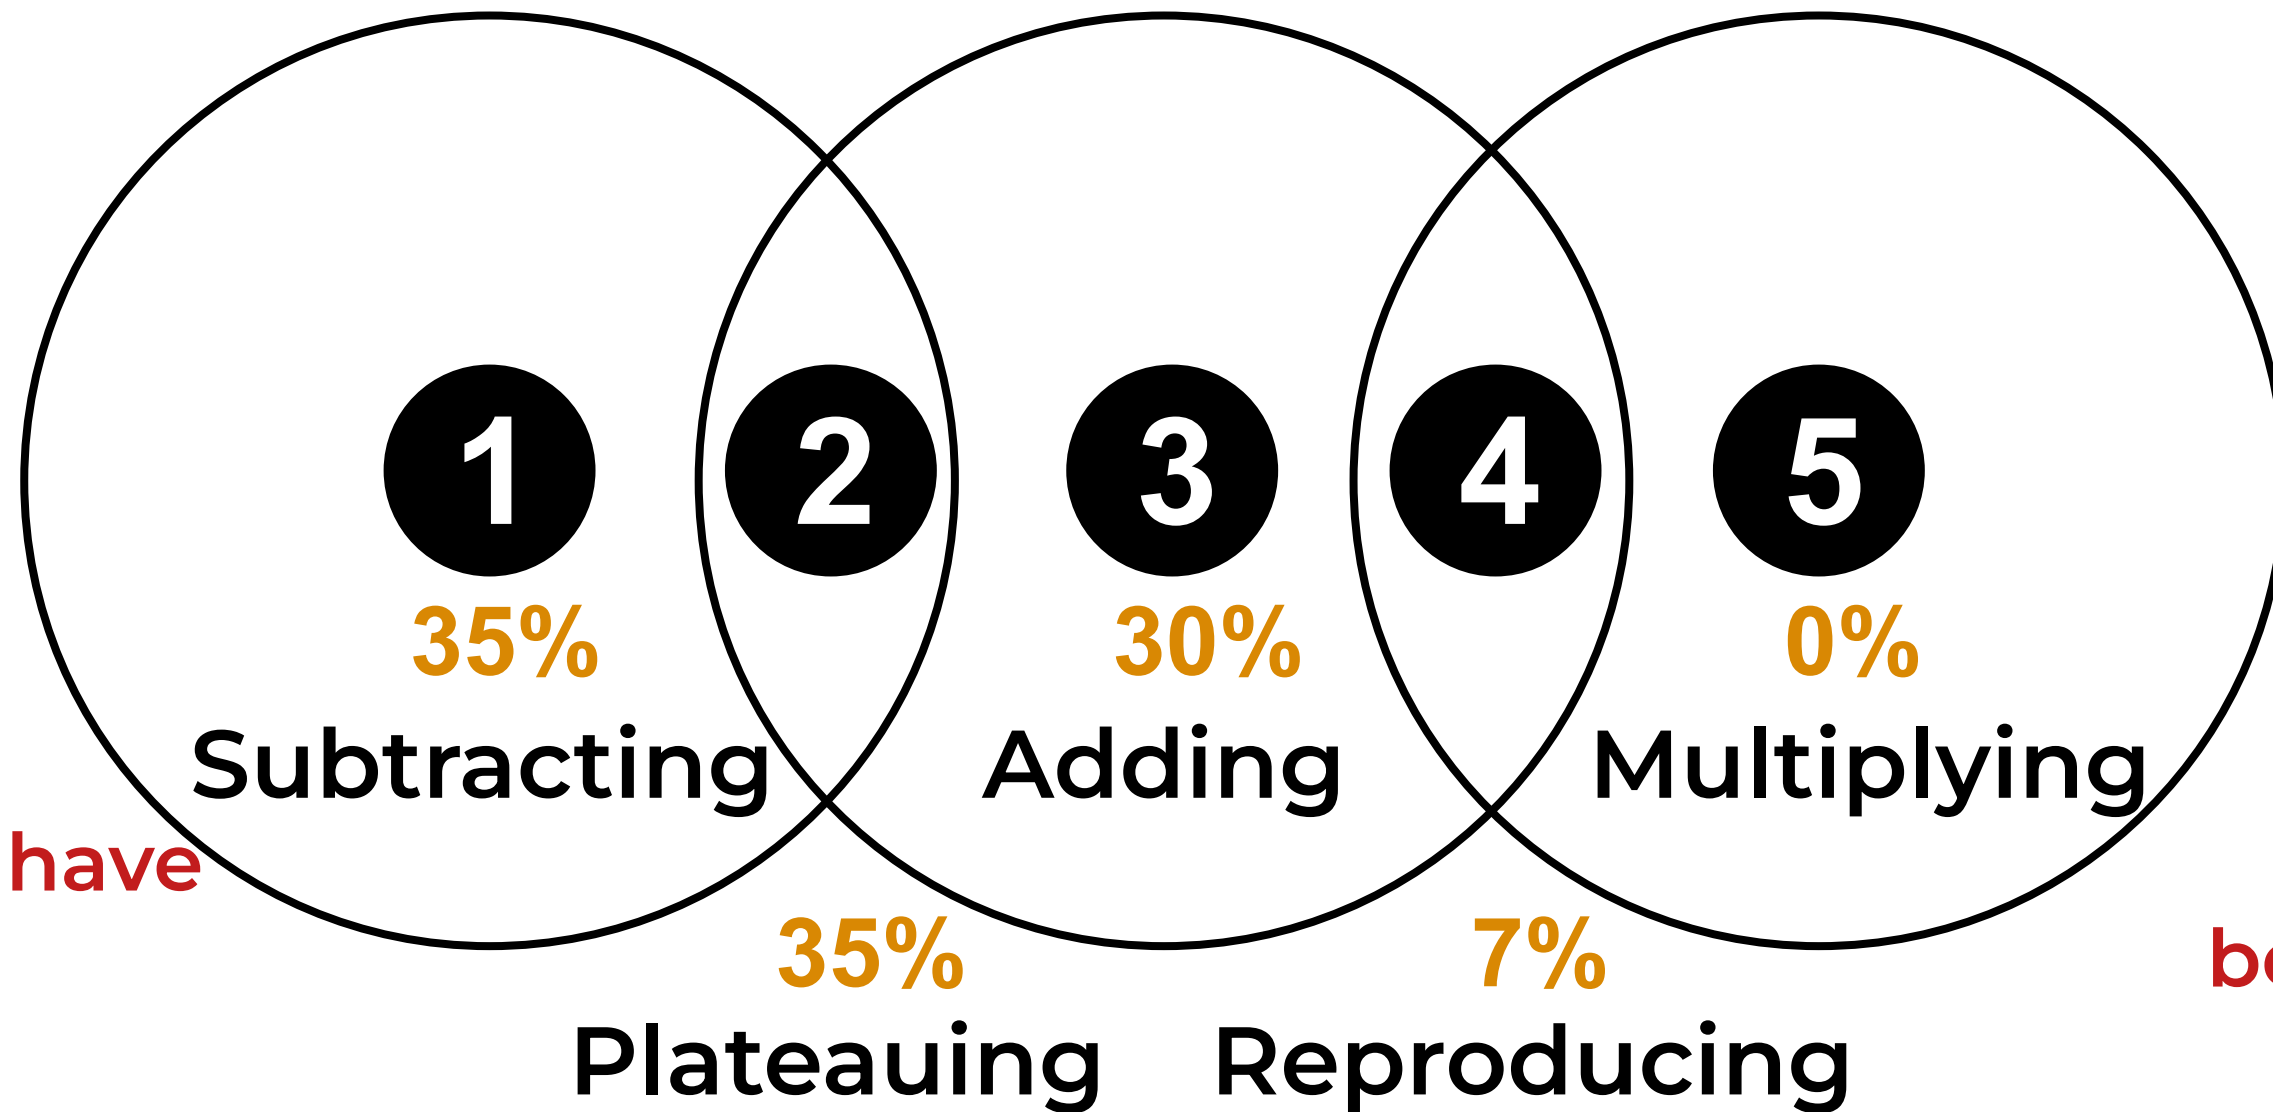 1 2 3 4 5
35% 30% 0%
Subtracting Adding Multiplying
have
35% 7%
Plateauing Reproducing